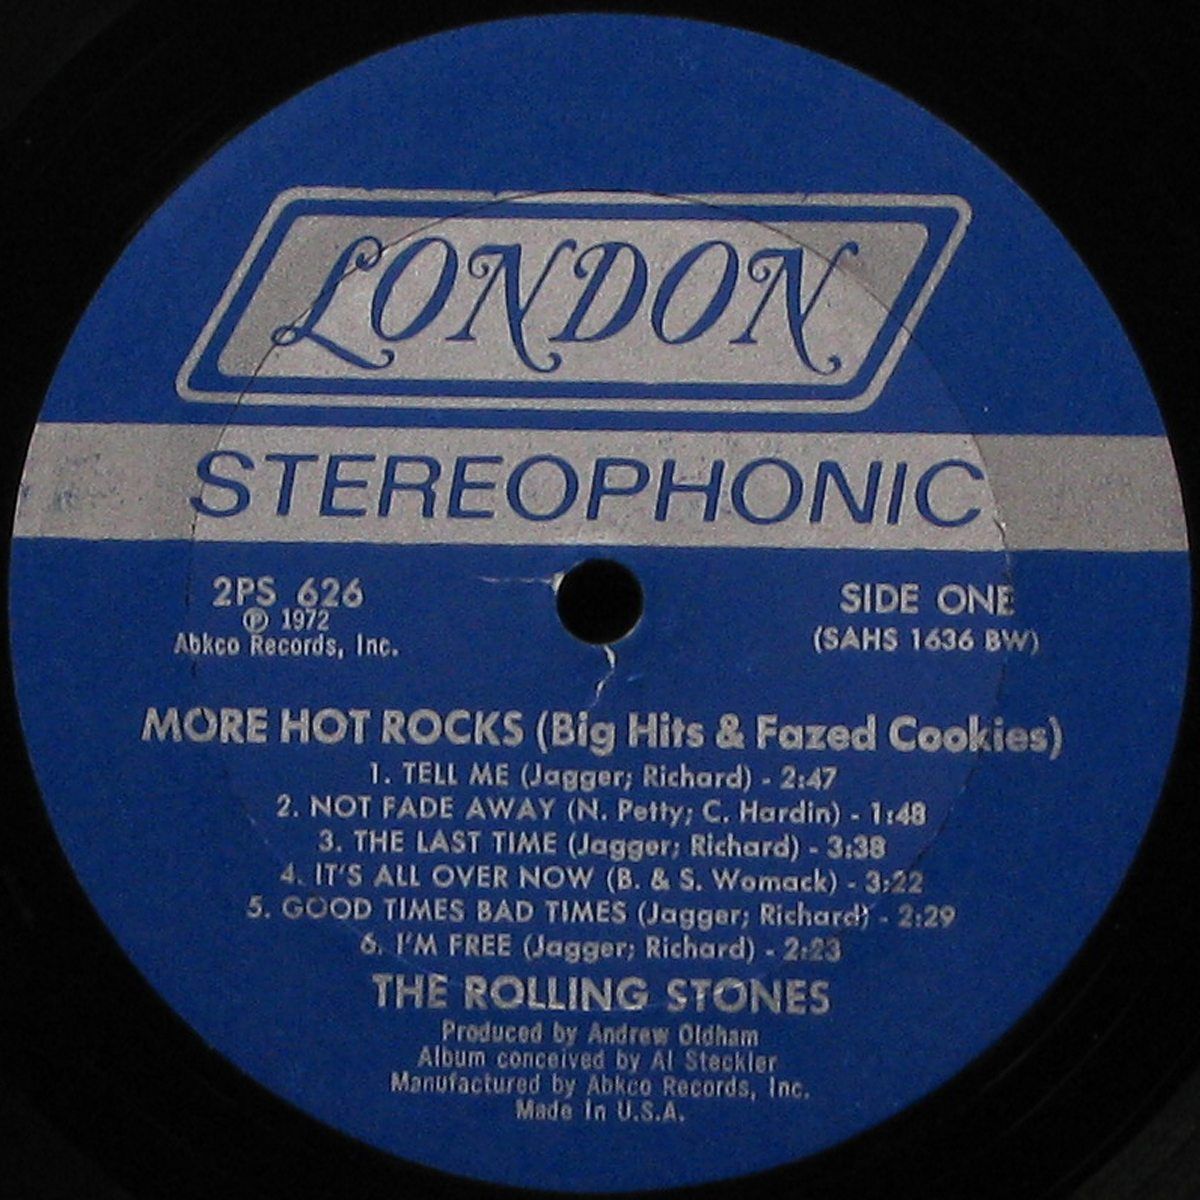 LONDON
STEREOPHONIC
2PS 626
℗ 1972
Abkco Records, Inc.
SIDE ONE
(SAHS 1636 BW)
MORE HOT ROCKS (Big Hits & Fazed Cookies)
1. TELL ME (Jagger; Richard) - 2:47
2. NOT FADE AWAY (N. Petty; C. Hardin) - 1:48
3. THE LAST TIME (Jagger; Richard) - 3:38
4. IT'S ALL OVER NOW (B. & S. Womack) - 3:22
5. GOOD TIMES BAD TIMES (Jagger; Richard) - 2:29
6. I'M FREE (Jagger; Richard) - 2:23
THE ROLLING STONES
Produced by Andrew Oldham
Album conceived by Al Steckler
Manufactured by Abkco Records, Inc.
Made In U.S.A.